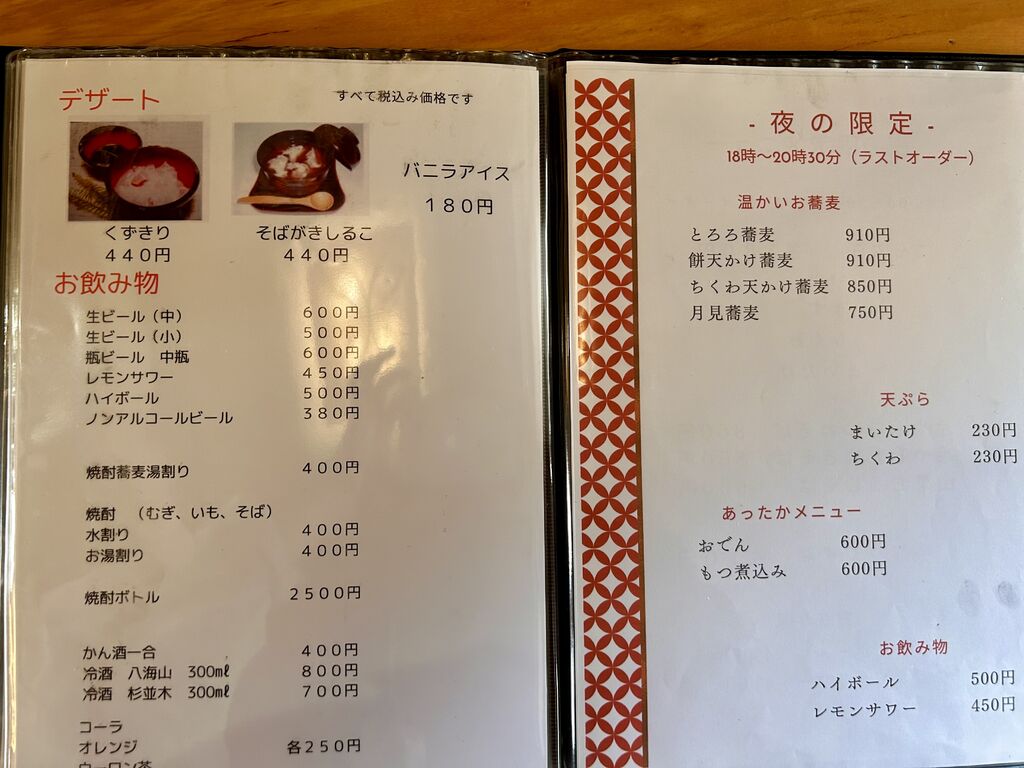 デザート
すべて税込み価格です
バニラアイス
１８０円
くずきり
４４０円
そばがきしるこ
４４０円
お飲み物
生ビール（中） ６００円
生ビール（小） ５００円
瓶ビール 中瓶 ６００円
レモンサワー ４５０円
ハイボール ５００円
ノンアルコールビール ３８０円
焼酎蕎麦湯割り ４００円
焼酎 （むぎ、いも、そば）
水割り ４００円
お湯割り ４００円
焼酎ボトル ２５００円
かん酒一合 ４００円
冷酒 八海山 300㎖ ８００円
冷酒 杉並木 300㎖ ７００円
コーラ
オレンジ 各２５０円
ウーロン茶
- 夜の限定 -
18時～20時30分（ラストオーダー）
温かいお蕎麦
とろろ蕎麦 910円
餅天かけ蕎麦 910円
ちくわ天かけ蕎麦 850円
月見蕎麦 750円
天ぷら
まいたけ 230円
ちくわ 230円
あったかメニュー
おでん 600円
もつ煮込み 600円
お飲み物
ハイボール 500円
レモンサワー 450円